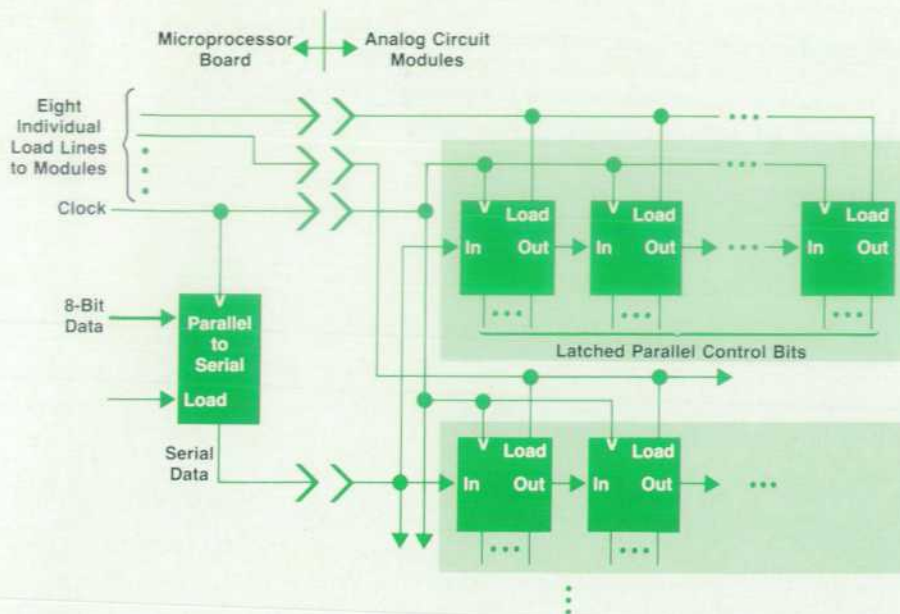 Microprocessor
Board
Analog Circuit
Modules
Eight
Individual
Load Lines
to Modules
Clock
Load
In Out
Load
In Out
Load
In Out
8-Bit
Data
Parallel
to
Serial
Load
Latched Parallel Control Bits
Serial
Data
Load
In Out
Load
In Out